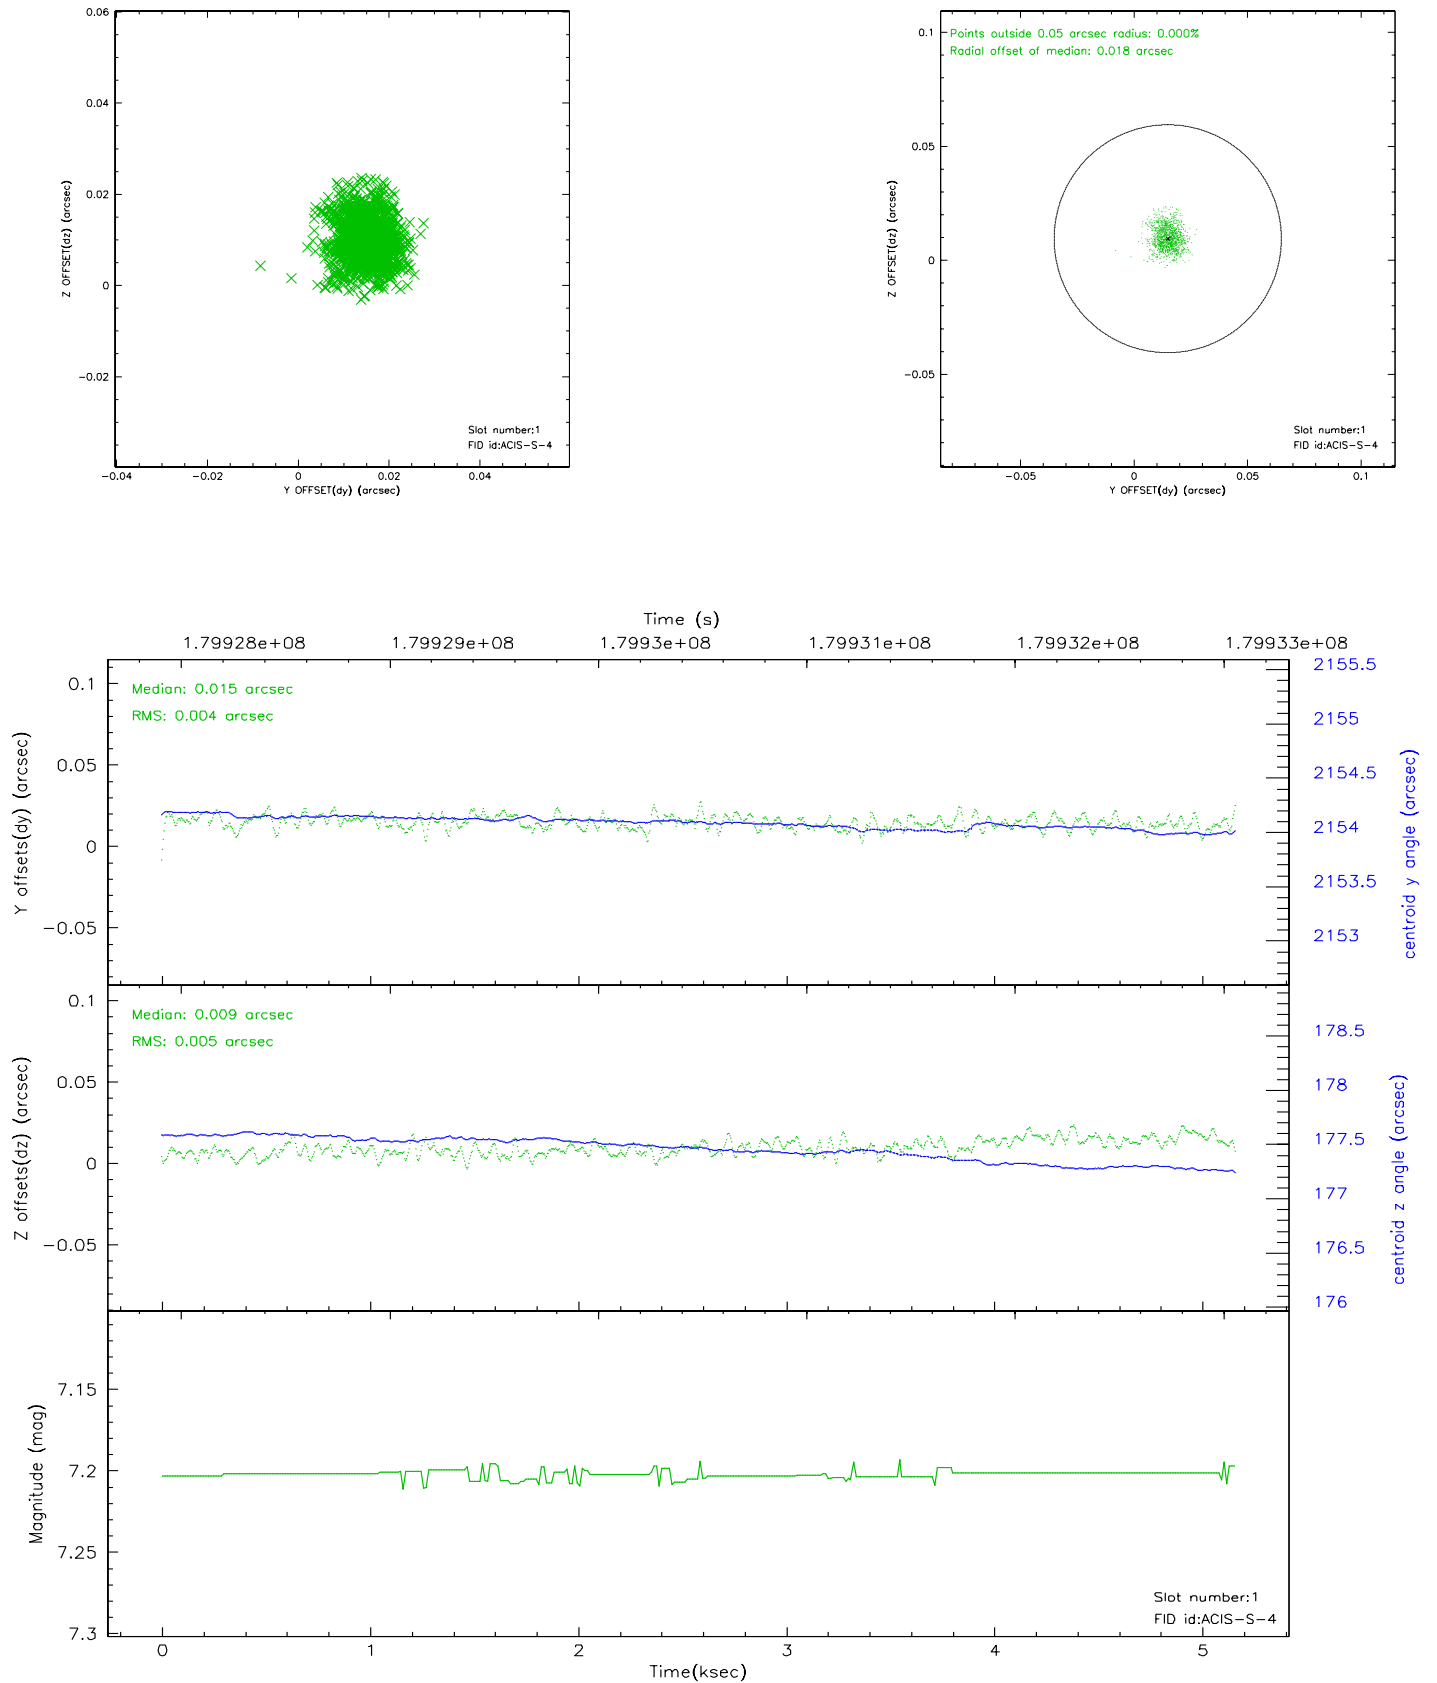 0.06
0.04
0.02
0
−0.02
Z OFFSET(dz) (arcsec)
−0.04
−0.02
0
0.02
0.04
Y OFFSET(dy) (arcsec)
Slot number:1
FID id:ACIS−S−4
Points outside 0.05 arcsec radius: 0.000%
Radial offset of median: 0.018 arcsec
0.1
0.05
0
−0.05
Z OFFSET(dz) (arcsec)
−0.05
0
0.05
0.1
Y OFFSET(dy) (arcsec)
Slot number:1
FID id:ACIS−S−4
Time (s)
1.79928e+08
1.79929e+08
1.7993e+08
1.79931e+08
1.79932e+08
1.79933e+08
Median: 0.015 arcsec
RMS: 0.004 arcsec
0.1
0.05
0
−0.05
Y offsets(dy) (arcsec)
2155.5
2155
2154.5
2154
2153.5
2153
centroid y angle (arcsec)
Median: 0.009 arcsec
RMS: 0.005 arcsec
0.1
0.05
0
−0.05
Z offsets(dz) (arcsec)
178.5
178
177.5
177
176.5
176
centroid z angle (arcsec)
7.15
7.2
7.25
7.3
Magnitude (mag)
Slot number:1
FID id:ACIS−S−4
0
1
2
3
4
5
Time(ksec)